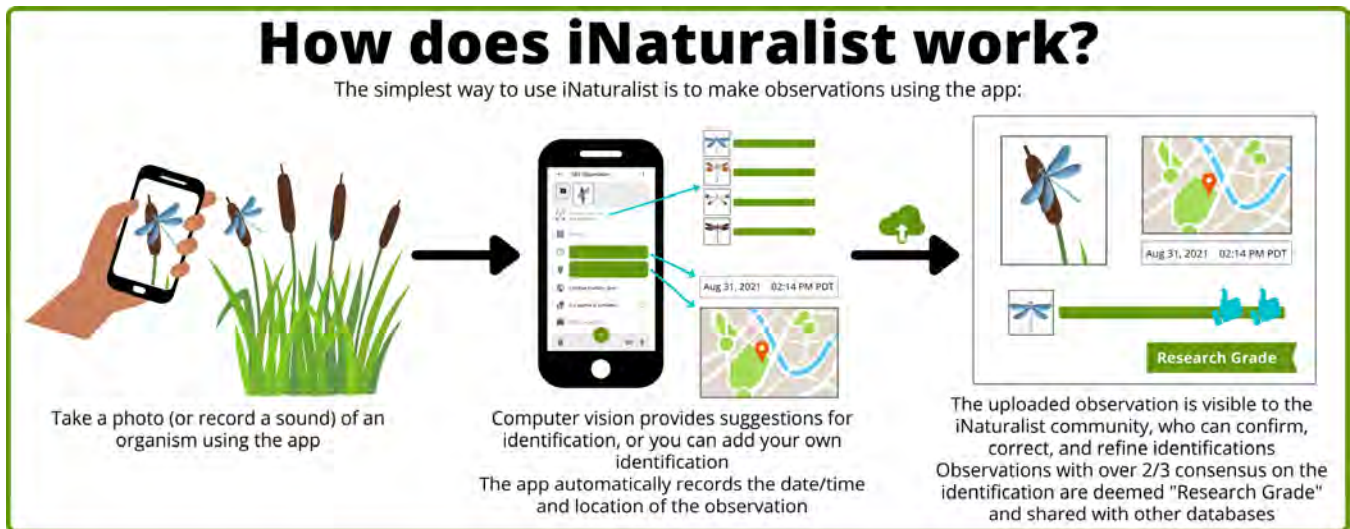 How does iNaturalist work?
The simplest way to use iNaturalist is to make observations using the app:
Aug 31, 2021 02:14 PM PDT
Aug 31, 2021 02:14 PM PDT
Research Grade
Take a photo (or record a sound) of an
organism using the app
Computer vision provides suggestions for
identification, or you can add your own
identification
The app automatically records the date/time
and location of the observation
The uploaded observation is visible to the
iNaturalist community, who can confirm,
correct, and refine identifications
Observations with over 2/3 consensus on the
identification are deemed "Research Grade"
and shared with other databases